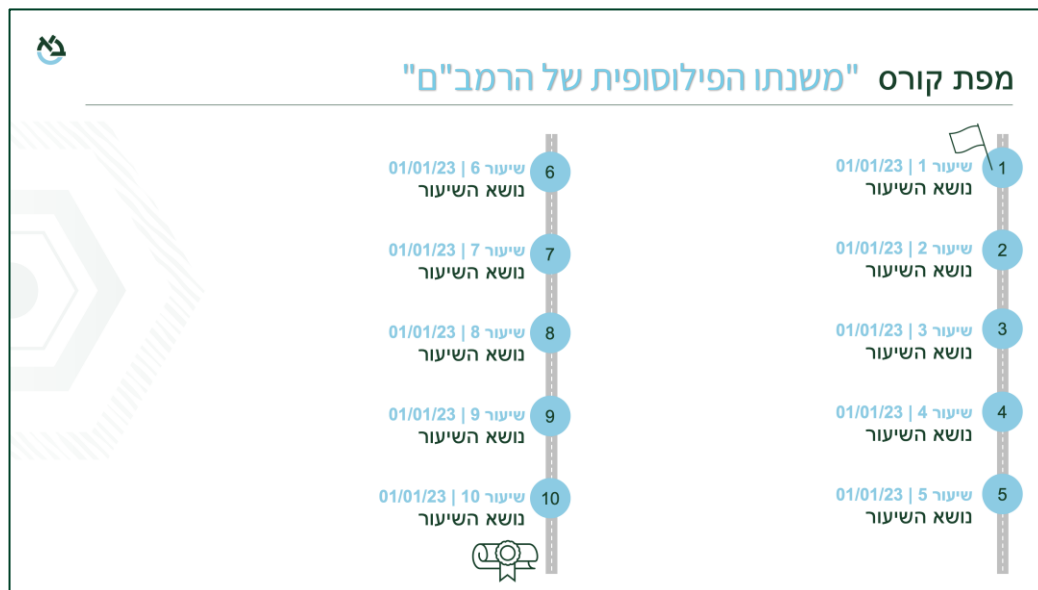 בא
מפת קורס "משנתו הפילוסופית של הרמב"ם"
1
שיעור 1 | 01/01/23
נושא השיעור
2
שיעור 2 | 01/01/23
נושא השיעור
3
שיעור 3 | 01/01/23
נושא השיעור
4
שיעור 4 | 01/01/23
נושא השיעור
5
שיעור 5 | 01/01/23
נושא השיעור
6
שיעור 6 | 01/01/23
נושא השיעור
7
שיעור 7 | 01/01/23
נושא השיעור
8
שיעור 8 | 01/01/23
נושא השיעור
9
שיעור 9 | 01/01/23
נושא השיעור
10
שיעור 10 | 01/01/23
נושא השיעור